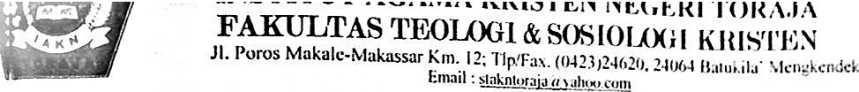 INSTITUT AGAMA KRISTEN NEGERI TORAJA
FAKULTAS TEOLOGI & SOSIOLOGI KRISTEN
Jl. Poros Makale-Makassar Km. 12; Tlp/Fax. (0423)24620, 24064 Batukila' Mengkendek
Email : stakntoraja@yahoo.com
IAKN